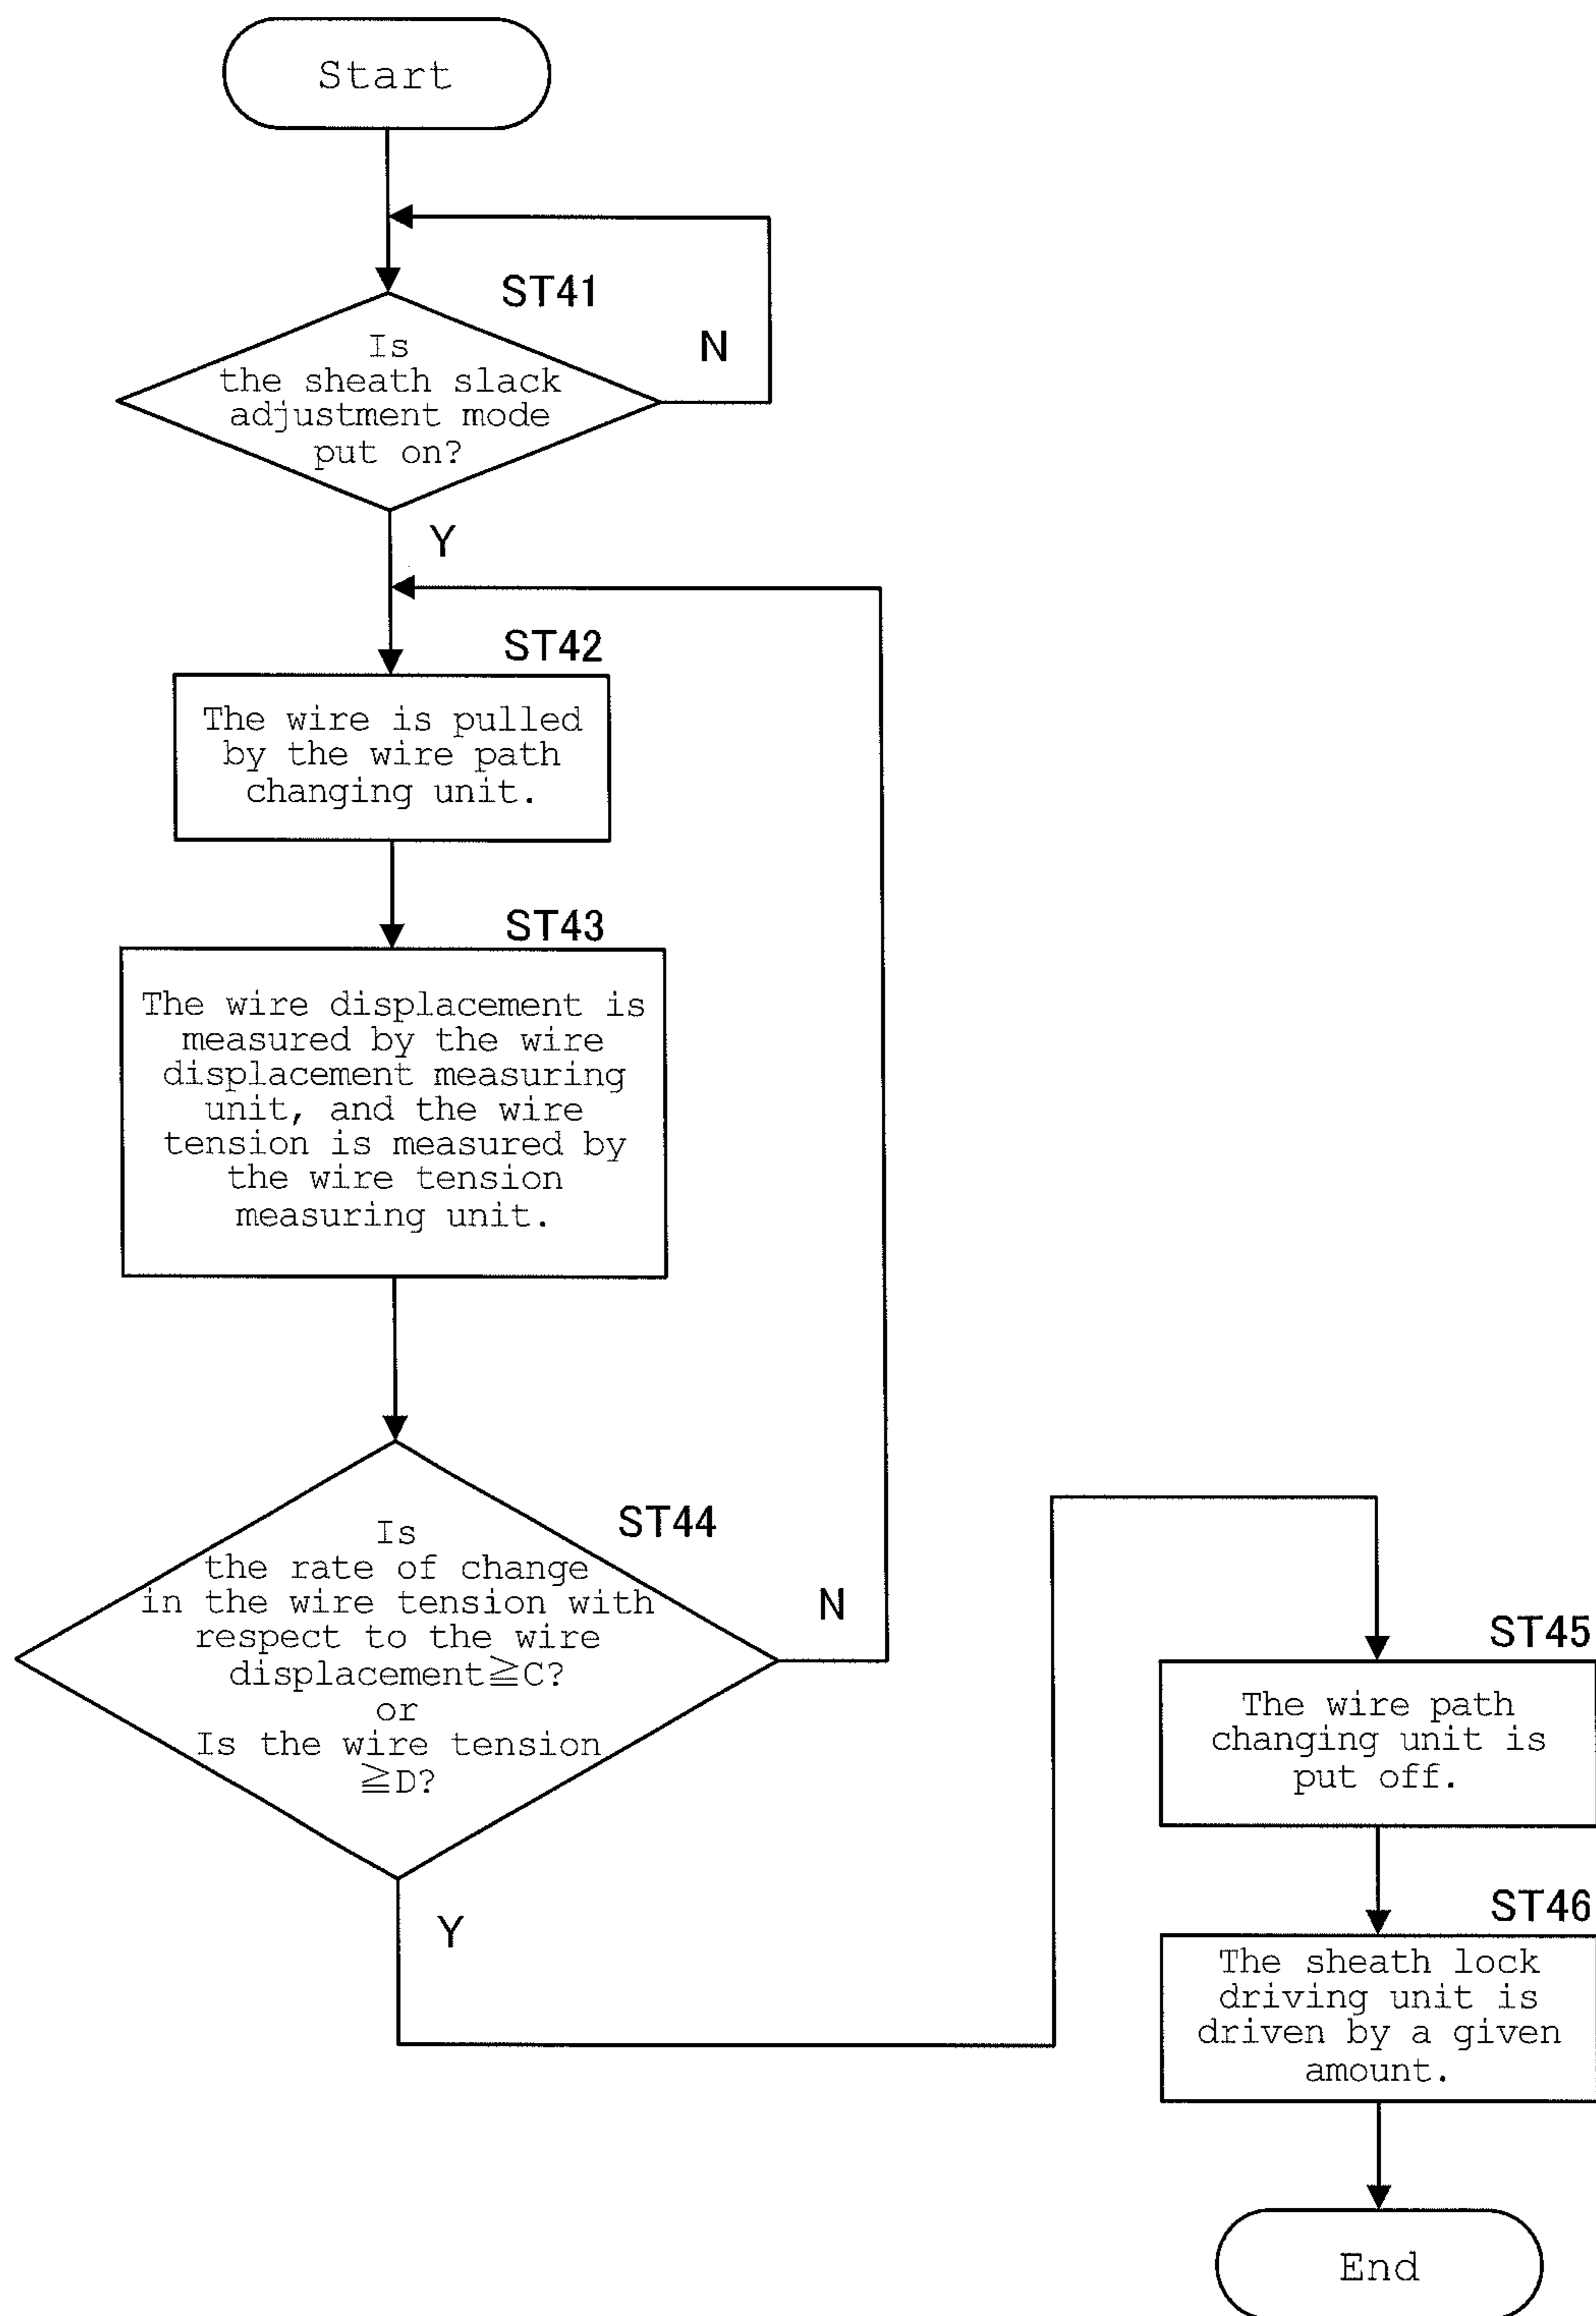 Start
ST41
Is
the sheath slack
adjustment mode
put on?
N
Y
ST42
The wire is pulled
by the wire path
changing unit.
ST43
The wire displacement is
measured by the wire
displacement measuring
unit, and the wire
tension is measured by
the wire tension
measuring unit.
ST44
Is
the rate of change
in the wire tension with
respect to the wire
displacement≧C?
or
Is the wire tension
≧D?
N
Y
ST45
The wire path
changing unit is
put off.
ST46
The sheath lock
driving unit is
driven by a given
amount.
End